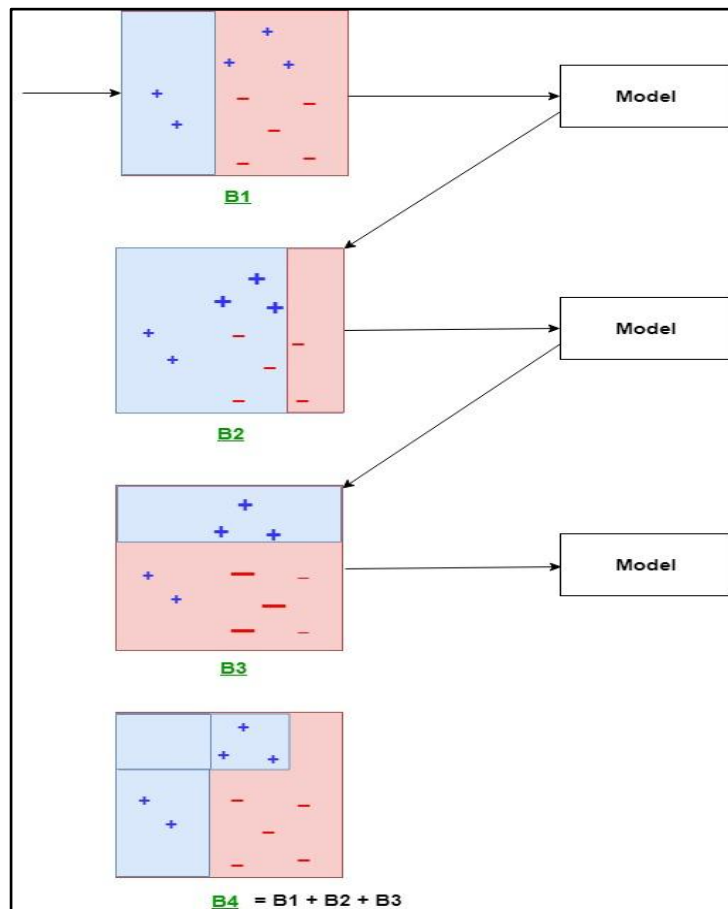 Model
B1
Model
B2
Model
B3
B4 = B1 + B2 + B3